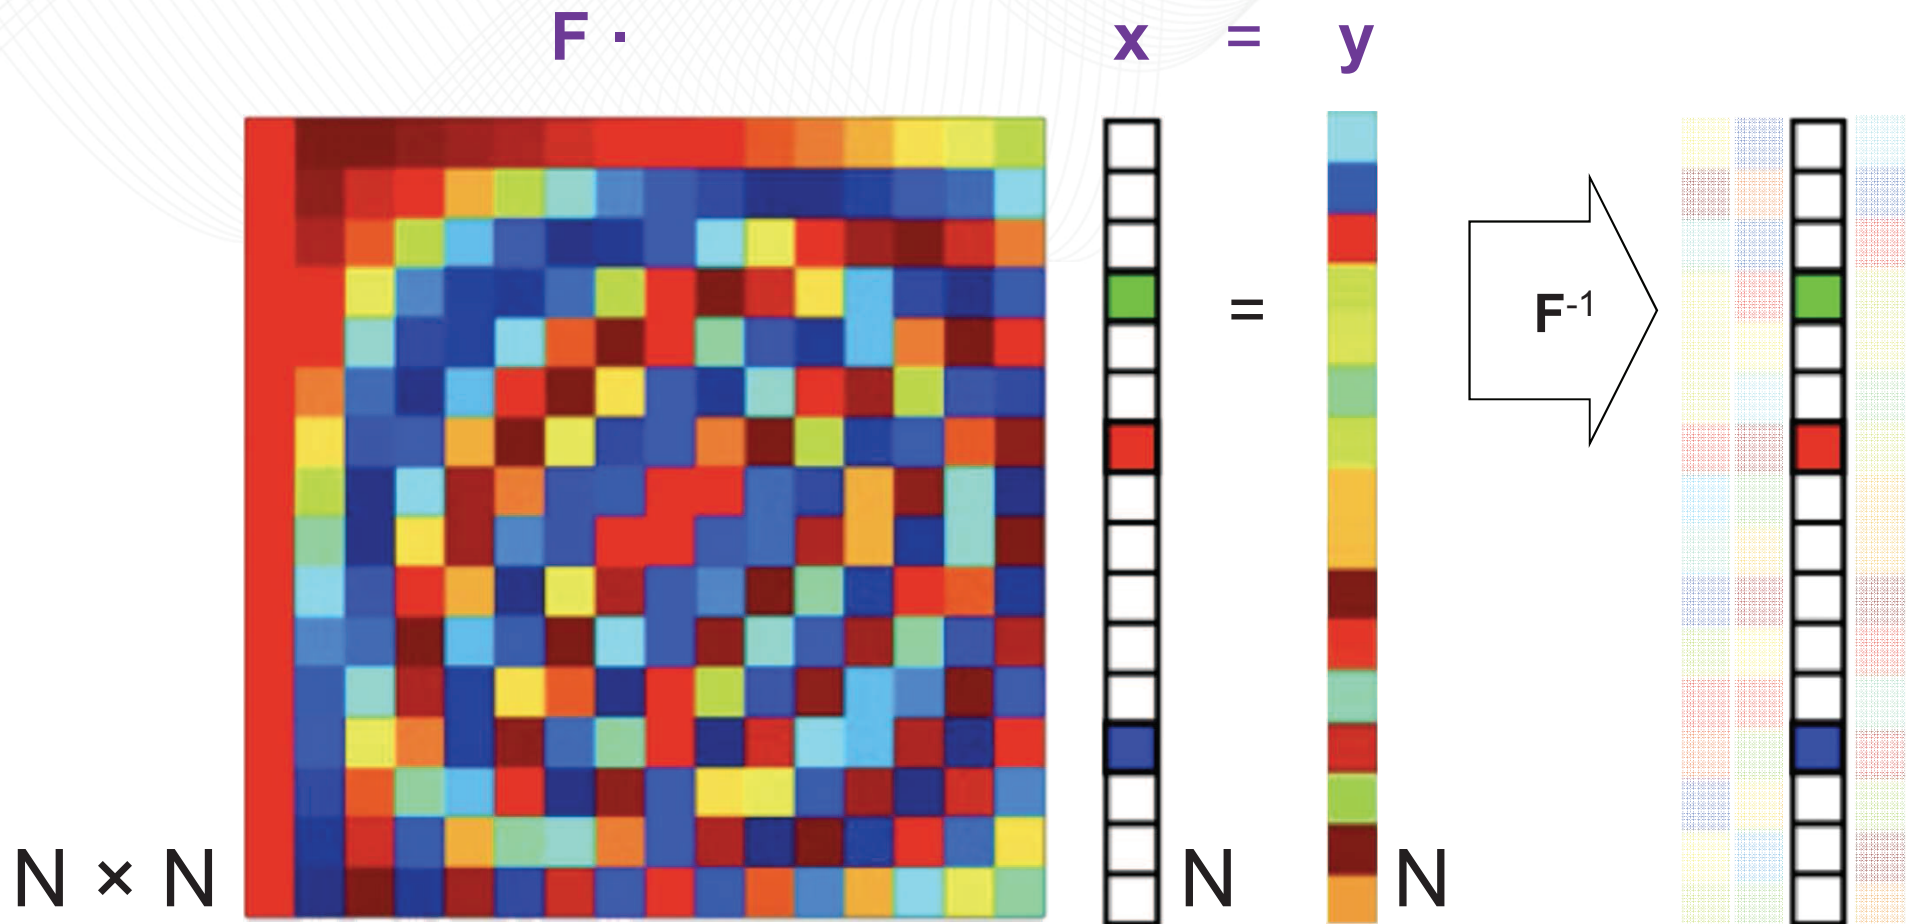 F · x = y
=
F-1
N × N
N
N